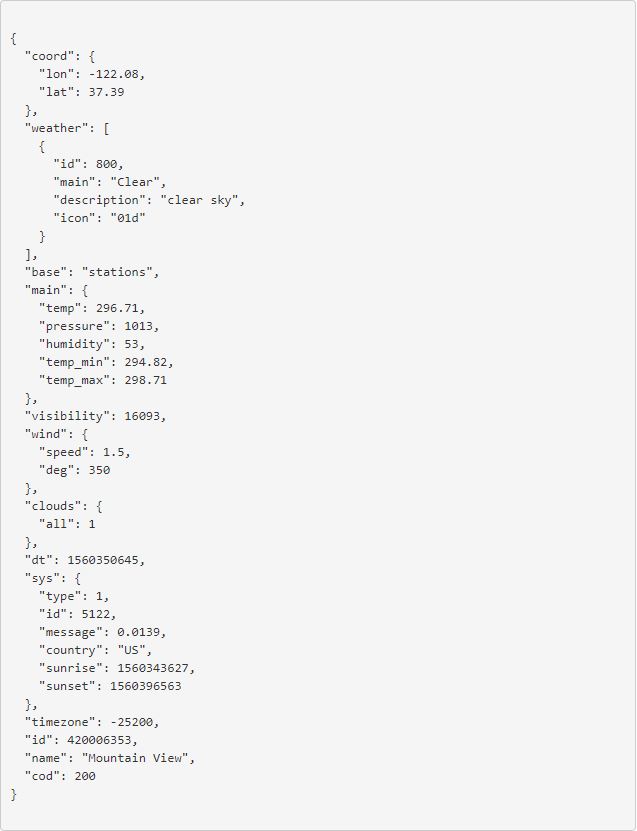 {
  "coord": {
    "lon": -122.08,
    "lat": 37.39
  },
  "weather": [
    {
      "id": 800,
      "main": "Clear",
      "description": "clear sky",
      "icon": "01d"
    }
  ],
  "base": "stations",
  "main": {
    "temp": 296.71,
    "pressure": 1013,
    "humidity": 53,
    "temp_min": 294.82,
    "temp_max": 298.71
  },
  "visibility": 16093,
  "wind": {
    "speed": 1.5,
    "deg": 350
  },
  "clouds": {
    "all": 1
  },
  "dt": 1560350645,
  "sys": {
    "type": 1,
    "id": 5122,
    "message": 0.0139,
    "country": "US",
    "sunrise": 1560343627,
    "sunset": 1560396563
  },
  "timezone": -25200,
  "id": 420006353,
  "name": "Mountain View",
  "cod": 200
}